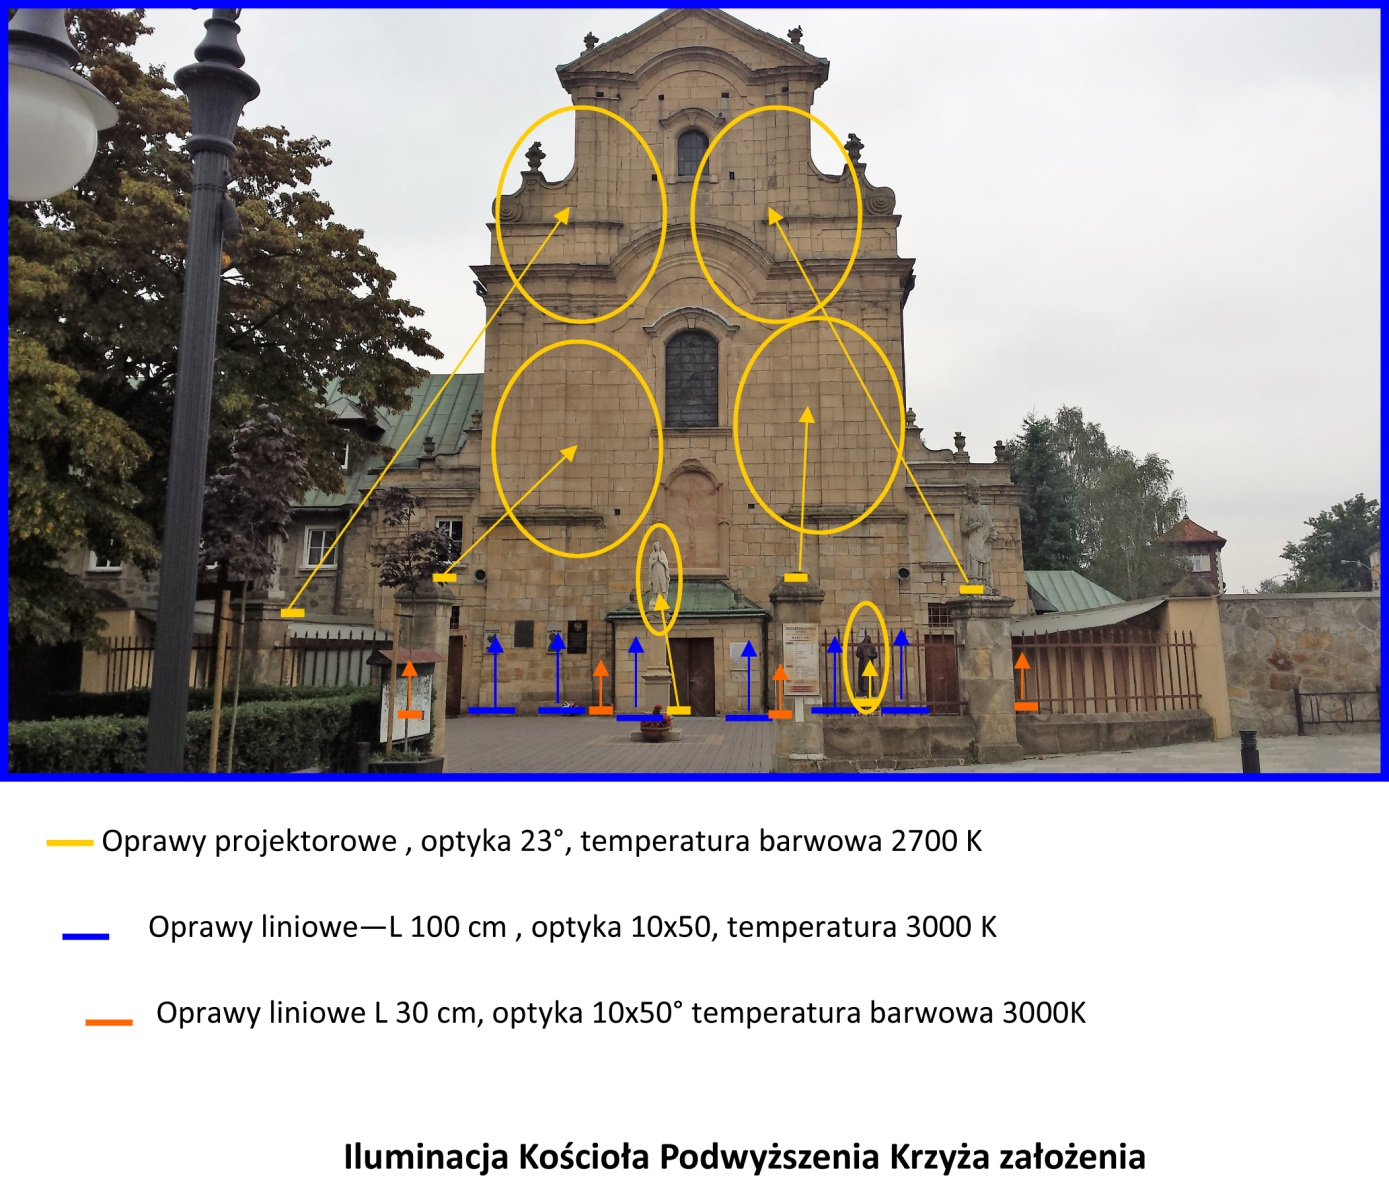 Oprawy projektorowe , optyka 23°, temperatura barwowa 2700 K
Oprawy liniowe—L 100 cm , optyka 10x50, temperatura 3000 K
Oprawy liniowe L 30 cm, optyka 10x50° temperatura barwowa 3000K
Iluminacja Kościoła Podwyższenia Krzyża założenia